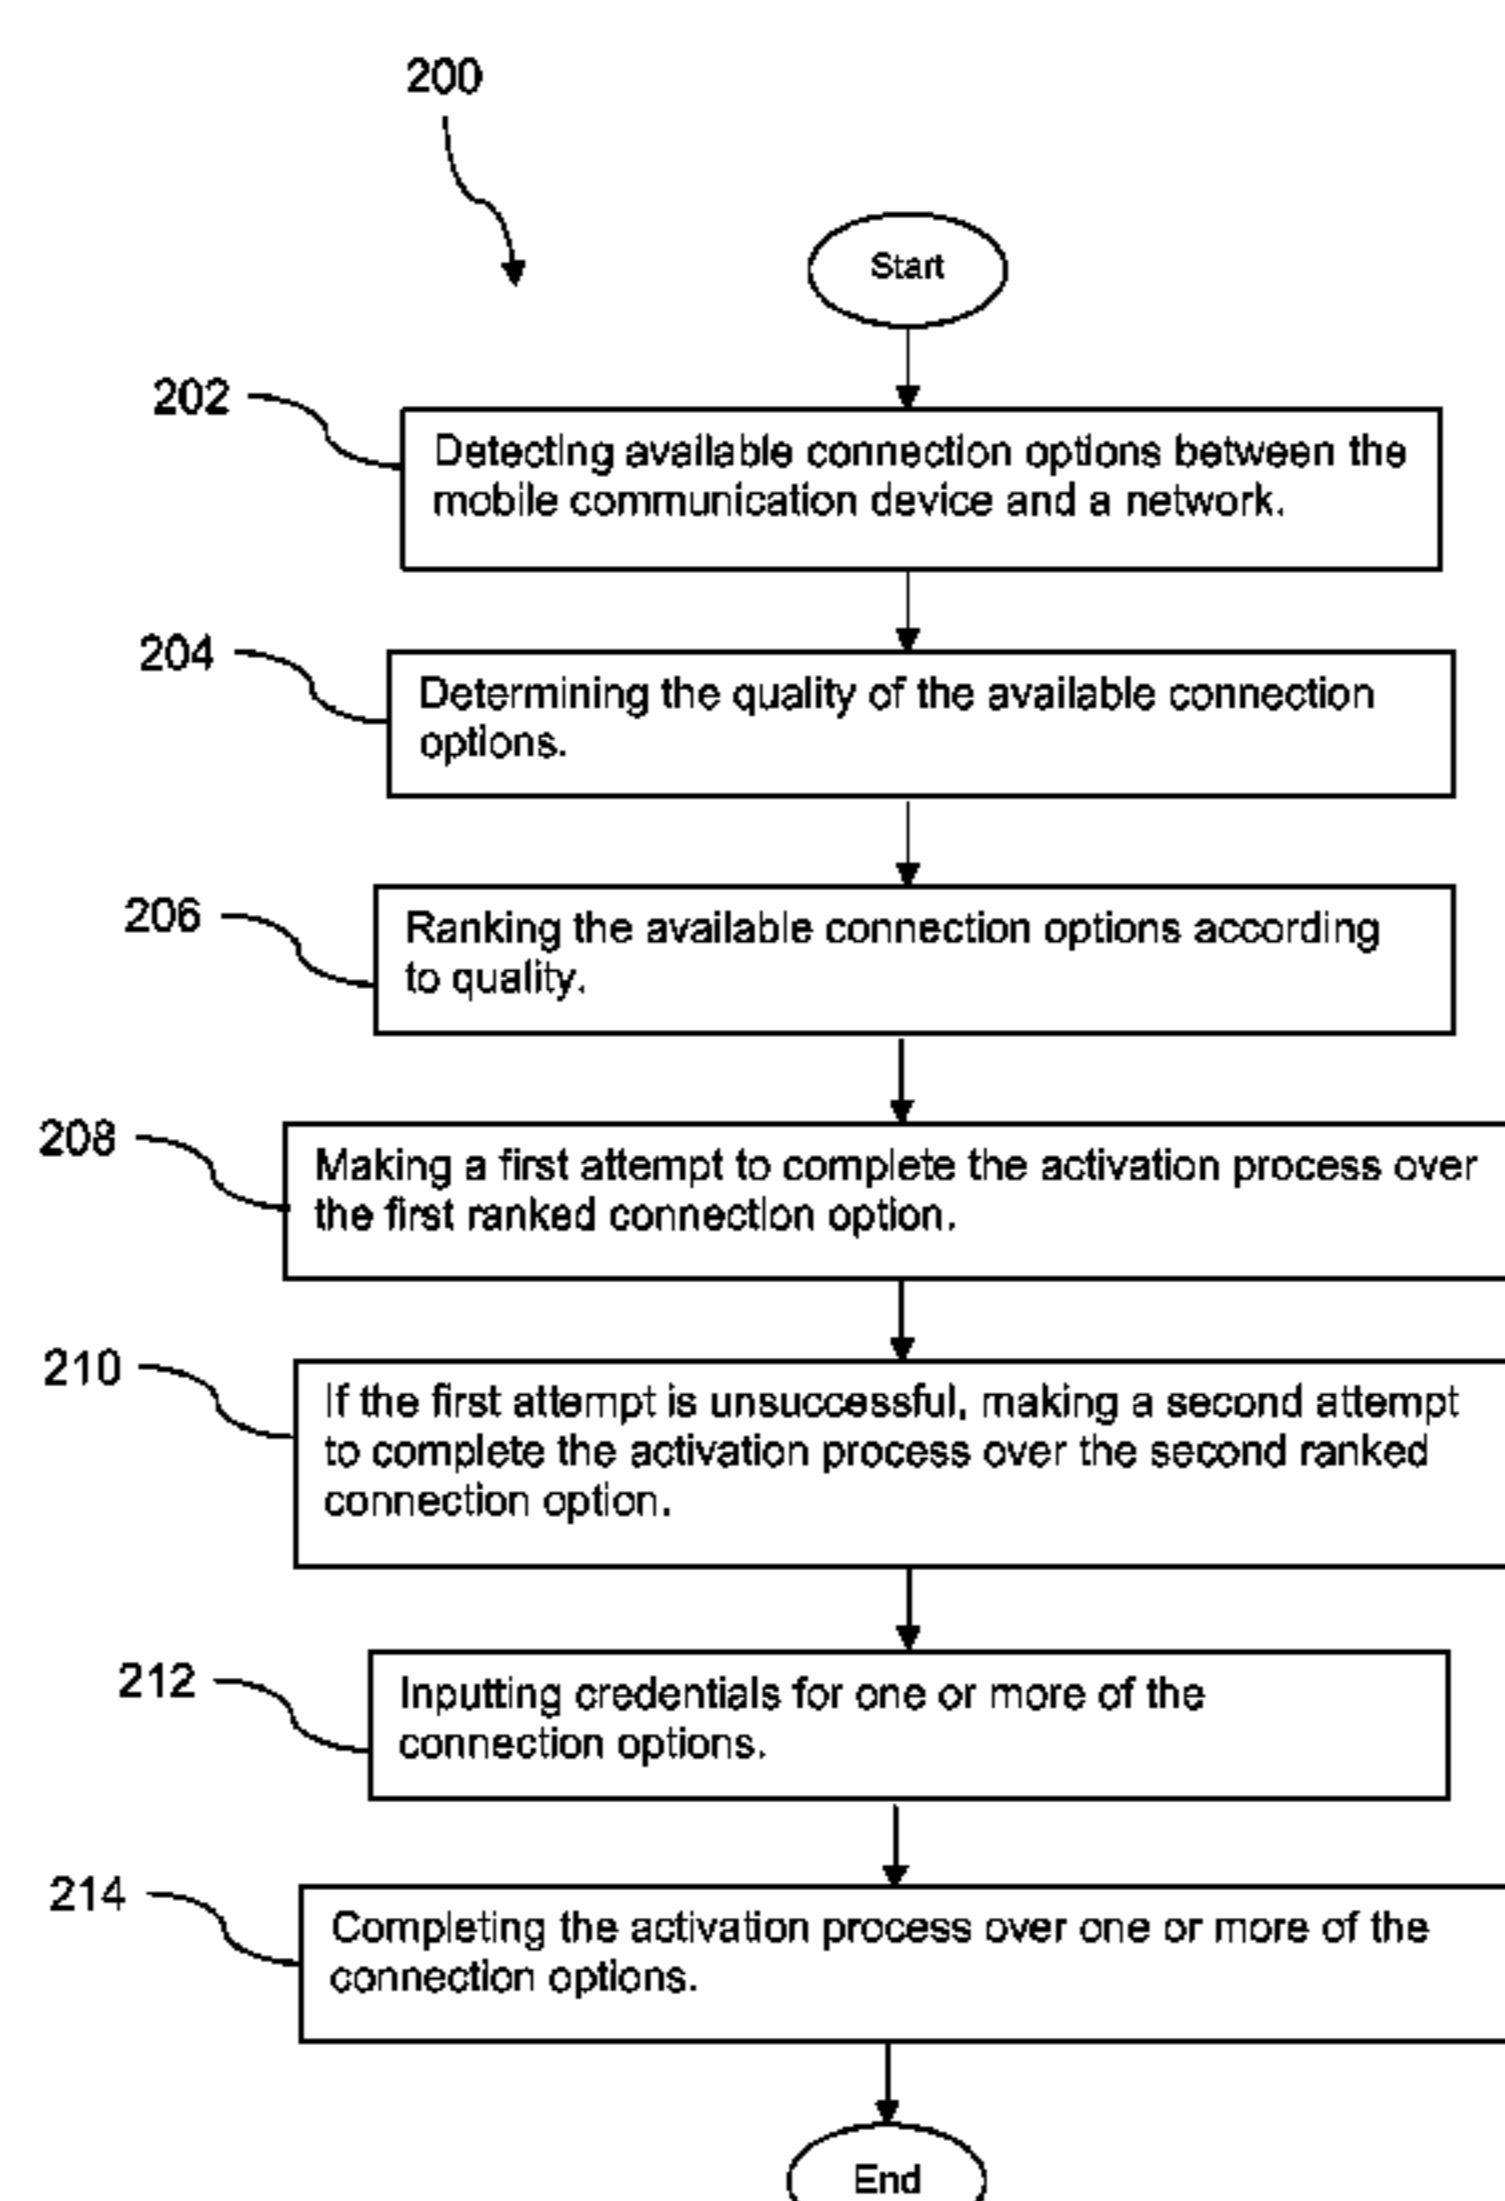 200
Start
202
Detecting available connection options between the
mobile communication device and a network.
204
Determining the quality of the available connection
options.
206
Ranking the available connection options according
to quality.
208
Making a first attempt to complete the activation process over
the first ranked connection option.
210
If the first attempt is unsuccessful, making a second attempt
to complete the activation process over the second ranked
connection option.
212
Inputting credentials for one or more of the
connection options.
214
Completing the activation process over one or more of the
connection options.
End